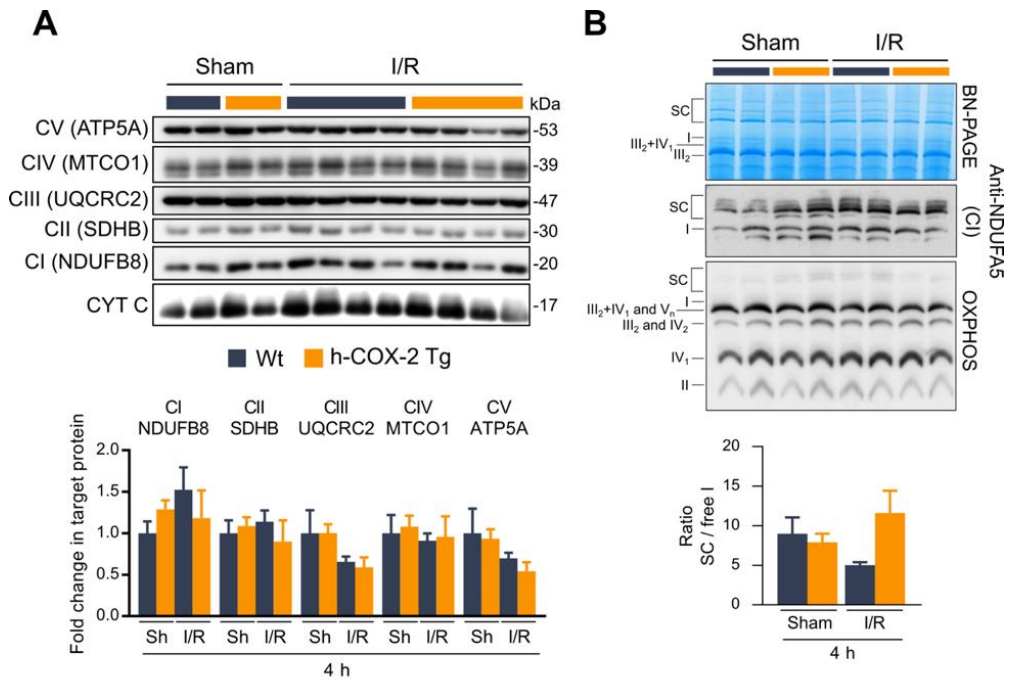 A
Sham I/R
kDa
CV (ATP5A) -53
CIV (MTCO1) -39
CIII (UQCRC2) -47
CII (SDHB) -30
CI (NDUFB8) -20
CYT C -17
Wt h-COX-2 Tg
CI CII CIII CIV CV
NDUFB8 SDHB UQCRC2 MTCO1 ATP5A
Fold change in target protein
2.0
1.5
1.0
0.5
0.0
Sh I/R Sh I/R Sh I/R Sh I/R Sh I/R
4 h
B
Sham I/R
SC
I
III₂+IV₁
III₂
BN-PAGE
SC
I
Anti-NDUFA5
(CI)
SC
I
III₂+IV₁ and Vₙ
III₂ and IV₂
IV₁
II
OXPHOS
Ratio
SC / free I
20
15
10
5
0
Sham I/R
4 h